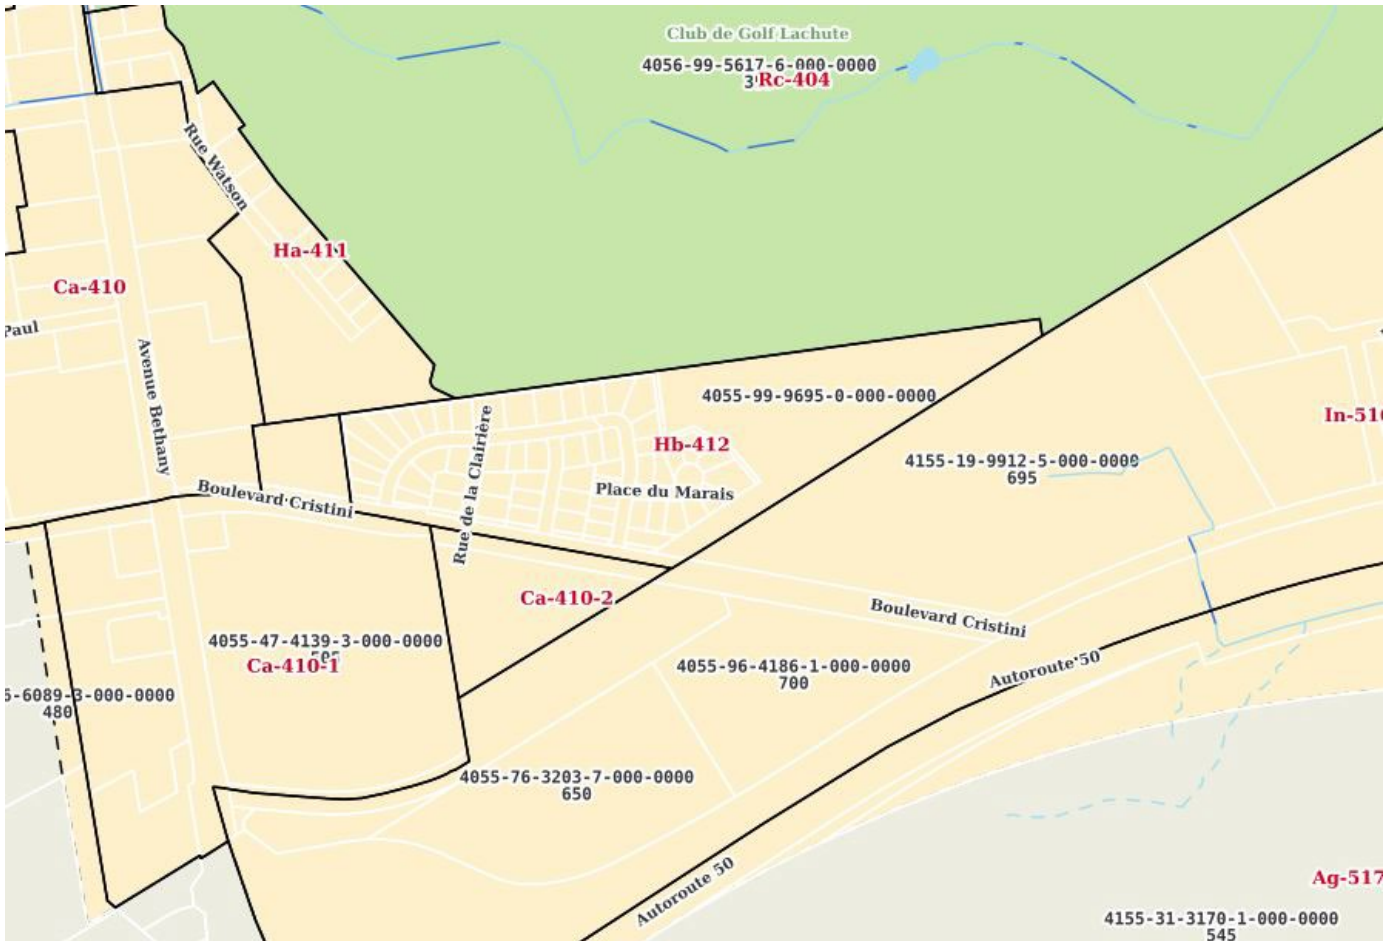 Club de Golf Lachute
4056-99-5617-6-000-0000
Rc-404
Rue Watson
Ha-411
Ca-410
Paul
Avenue Bethany
4055-99-9695-0-000-0000
Hb-412
Rue de la Clairière
Place du Marais
Boulevard Cristini
4155-19-9912-5-000-0000
695
Ca-410-2
Boulevard Cristini
4055-47-4139-3-000-0000
Ca-410-1
4055-96-4186-1-000-0000
700
Autoroute 50
6089-3-000-0000
480
4055-76-3203-7-000-0000
650
Autoroute 50
Ag-517
4155-31-3170-1-000-0000
545